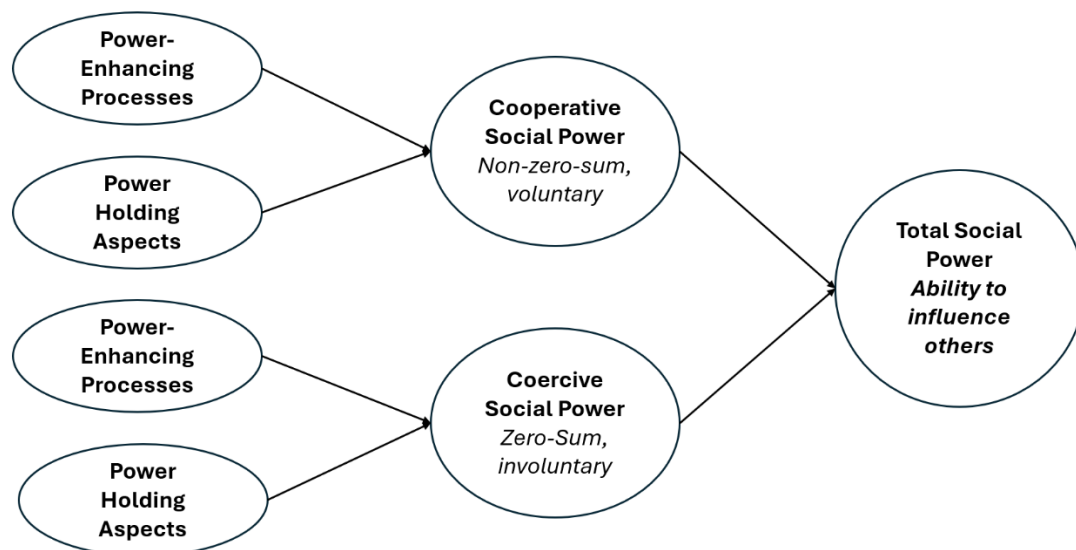 Power-
Enhancing
Processes
Power
Holding
Aspects
Cooperative
Social Power
Non-zero-sum,
voluntary
Power-
Enhancing
Processes
Power
Holding
Aspects
Coercive
Social Power
Zero-Sum,
involuntary
Total Social
Power
Ability to
influence
others